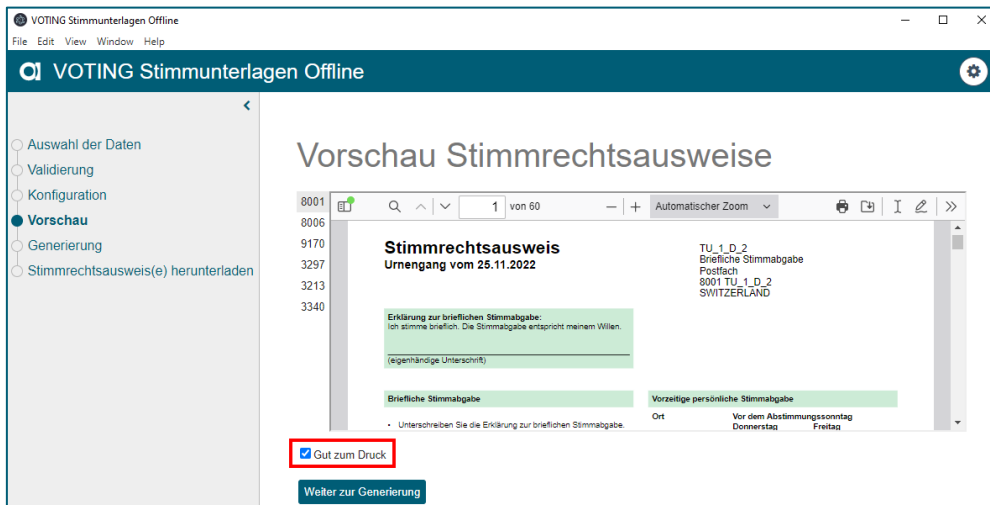 VOTING Stimmunterlagen Offline
File Edit View Window Help
VOTING Stimmunterlagen Offline
Auswahl der Daten
Validierung
Konfiguration
Vorschau
Generierung
Stimmrechtsausweis(e) herunterladen
Vorschau Stimmrechtsausweise
8001
8006
9170
3297
3213
3340
1 von 60
Automatischer Zoom
Stimmrechtsausweis
Urnengang vom 25.11.2022
TU_1_D_2
Briefliche Stimmabgabe
Postfach
8001 TU_1_D_2
SWITZERLAND
Erklärung zur brieflichen Stimmabgabe:
Ich stimme brieflich. Die Stimmabgabe entspricht meinem Willen.
(eigenhändige Unterschrift)
Briefliche Stimmabgabe
• Unterschreiben Sie die Erklärung zur brieflichen Stimmabgabe.
Vorzeitige persönliche Stimmabgabe
Ort Vor dem Abstimmungssonntag
Donnerstag Freitag
Gut zum Druck
Weiter zur Generierung